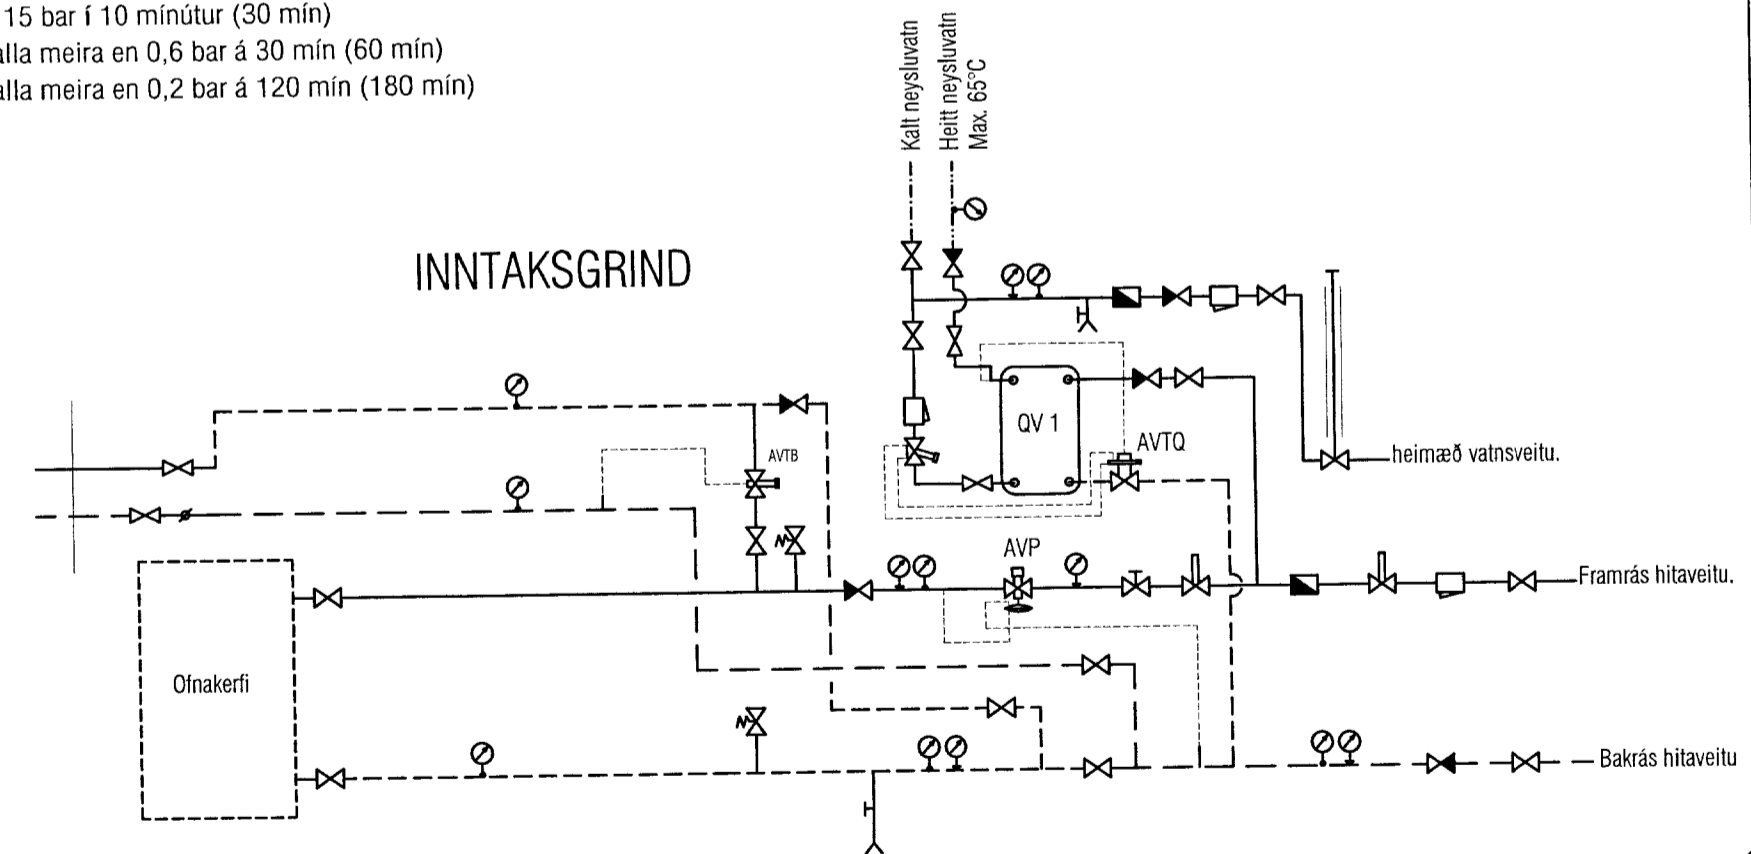 15 bar í 10 mínútur (30 mín)
alla meira en 0,6 bar á 30 mín (60 mín)
alla meira en 0,2 bar á 120 mín (180 mín)
Kalt neysluvatn
Heitt neysluvatn
Max. 65°C
INNTAKSGRIND
QV 1
AVTQ
AVTB
heimæð vatnsveitu.
AVP
Framrás hitaveitu.
Ofnakerfi
Bakrás hitaveitu